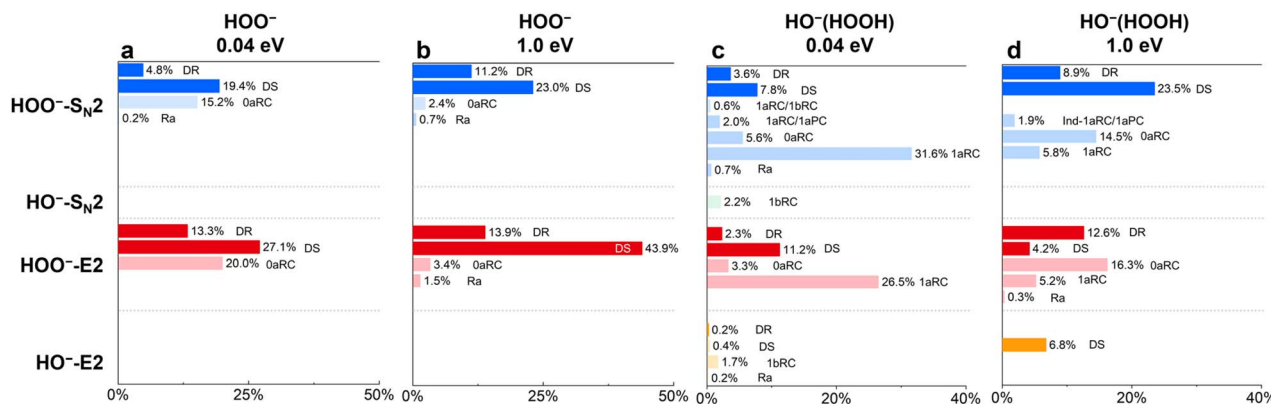 a
HOO⁻
0.04 eV
b
HOO⁻
1.0 eV
c
HO⁻(HOOH)
0.04 eV
d
HO⁻(HOOH)
1.0 eV
HOO⁻-S_N2
HO⁻-S_N2
HOO⁻-E2
HO⁻-E2
4.8% DR
19.4% DS
15.2% 0aRC
0.2% Ra
13.3% DR
27.1% DS
20.0% 0aRC
0% 25% 50%
11.2% DR
23.0% DS
2.4% 0aRC
0.7% Ra
13.9% DR
DS 43.9%
3.4% 0aRC
1.5% Ra
0% 25% 50%
3.6% DR
7.8% DS
0.6% 1aRC/1bRC
2.0% 1aRC/1aPC
5.6% 0aRC
31.6% 1aRC
0.7% Ra
2.2% 1bRC
2.3% DR
11.2% DS
3.3% 0aRC
26.5% 1aRC
0.2% DR
0.4% DS
1.7% 1bRC
0.2% Ra
0% 20% 40%
8.9% DR
23.5% DS
1.9% Ind-1aRC/1aPC
14.5% 0aRC
5.8% 1aRC
12.6% DR
4.2% DS
16.3% 0aRC
5.2% 1aRC
0.3% Ra
6.8% DS
0% 20% 40%